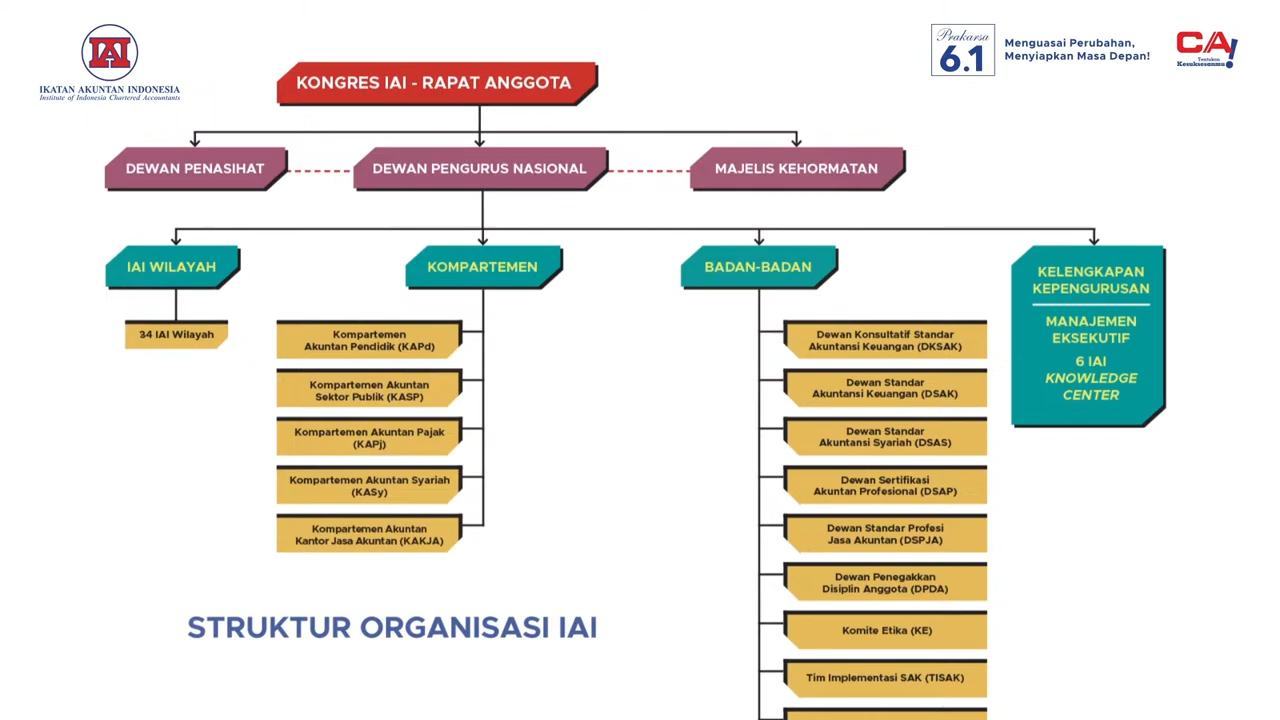 IAI
IKATAN AKUNTAN INDONESIA
Institute of Indonesia Chartered Accountants
Prakarsa
6.1
Menguasai Perubahan,
Menyiapkan Masa Depan!
CA!
Tentukan
Kesuksesanmu
KONGRES IAI - RAPAT ANGGOTA
DEWAN PENASIHAT
DEWAN PENGURUS NASIONAL
MAJELIS KEHORMATAN
IAI WILAYAH
34 IAI Wilayah
KOMPARTEMEN
Kompartemen
Akuntan Pendidik (KAPd)
Kompartemen Akuntan
Sektor Publik (KASP)
Kompartemen Akuntan Pajak
(KAPj)
Kompartemen Akuntan Syariah
(KASy)
Kompartemen Akuntan
Kantor Jasa Akuntan (KAKJA)
BADAN-BADAN
Dewan Konsultatif Standar
Akuntansi Keuangan (DKSAK)
Dewan Standar
Akuntansi Keuangan (DSAK)
Dewan Standar
Akuntansi Syariah (DSAS)
Dewan Sertifikasi
Akuntan Profesional (DSAP)
Dewan Standar Profesi
Jasa Akuntan (DSPJA)
Dewan Penegakkan
Disiplin Anggota (DPDA)
Komite Etika (KE)
Tim Implementasi SAK (TISAK)
KELENGKAPAN
KEPENGURUSAN
MANAJEMEN
EKSEKUTIF
6 IAI
KNOWLEDGE
CENTER
STRUKTUR ORGANISASI IAI